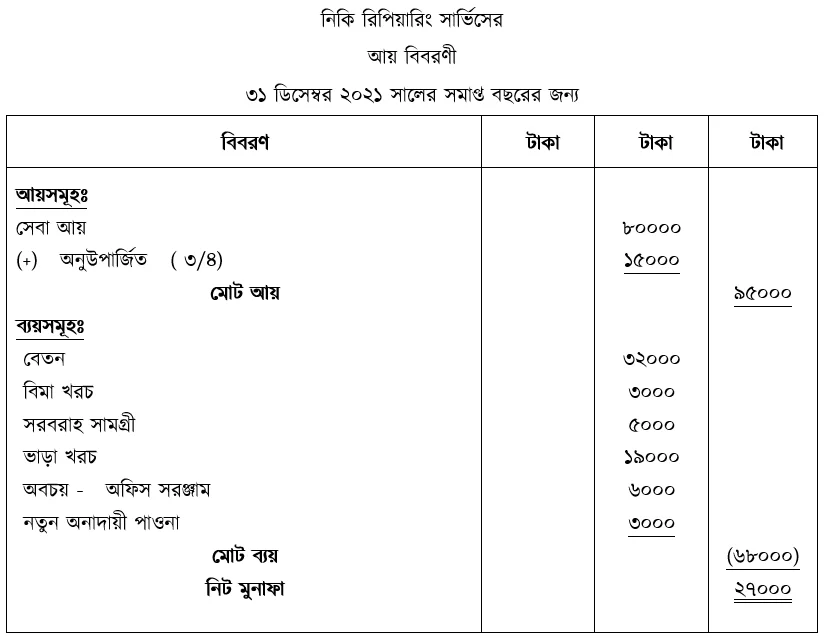 নিকি রিপিয়ারিং সার্ভিসের
আয় বিবরণী
৩১ ডিসেম্বর ২০২১ সালের সমাপ্ত বছরের জন্য
বিবরণ টাকা টাকা টাকা
আয়সমূহঃ
সেবা আয় ৮০০০০
(+) অনুউপার্জিত ( ৩/৪) ১৫০০০
মোট আয় ৯৫০০০
ব্যয়সমূহঃ
বেতন ৩২০০০
বিমা খরচ ৩০০০
সরবরাহ সামগ্রী ৫০০০
ভাড়া খরচ ১৯০০০
অবচয় - অফিস সরঞ্জাম ৬০০০
নতুন অনাদায়ী পাওনা ৩০০০
মোট ব্যয় (৬৮০০০)
নিট মুনাফা ২৭০০০